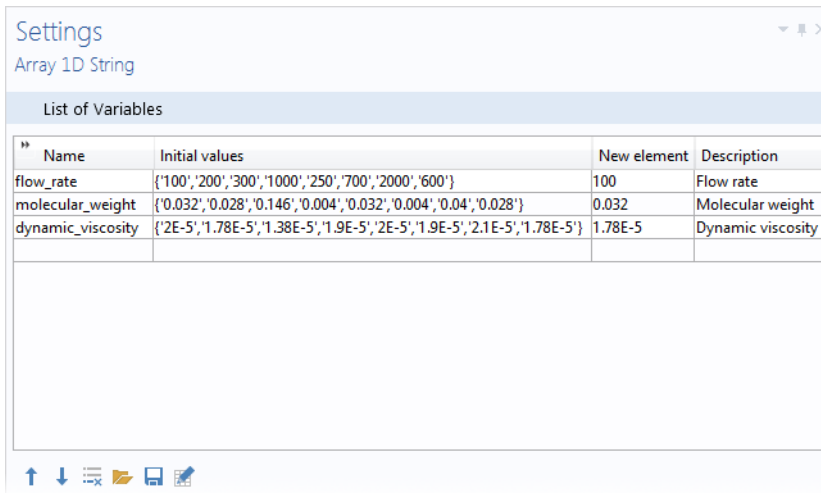 Settings
Array 1D String
List of Variables
Name Initial values New element Description
flow_rate {'100','200','300','1000','250','700','2000','600'} 100 Flow rate
molecular_weight {'0.032','0.028','0.146','0.004','0.032','0.004','0.04','0.028'} 0.032 Molecular weight
dynamic_viscosity {'2E-5','1.78E-5','1.38E-5','1.9E-5','2E-5','1.9E-5','2.1E-5','1.78E-5'} 1.78E-5 Dynamic viscosity